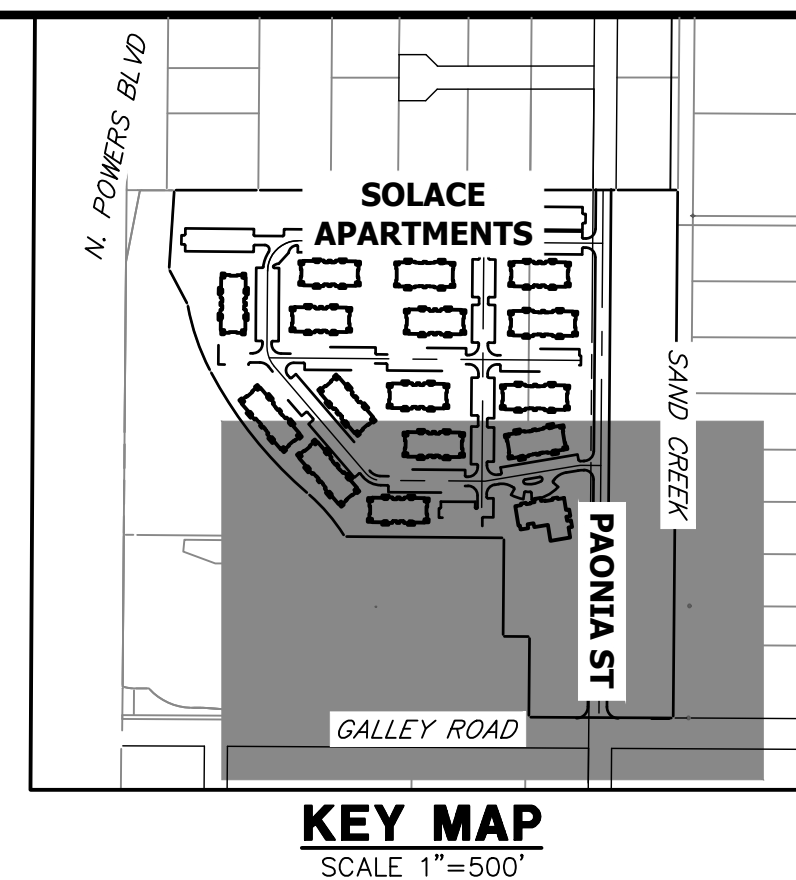 N. POWERS BLVD
SOLACE
APARTMENTS
SAND CREEK
PAONIA ST
GALLEY ROAD
KEY MAP
SCALE 1"=500'